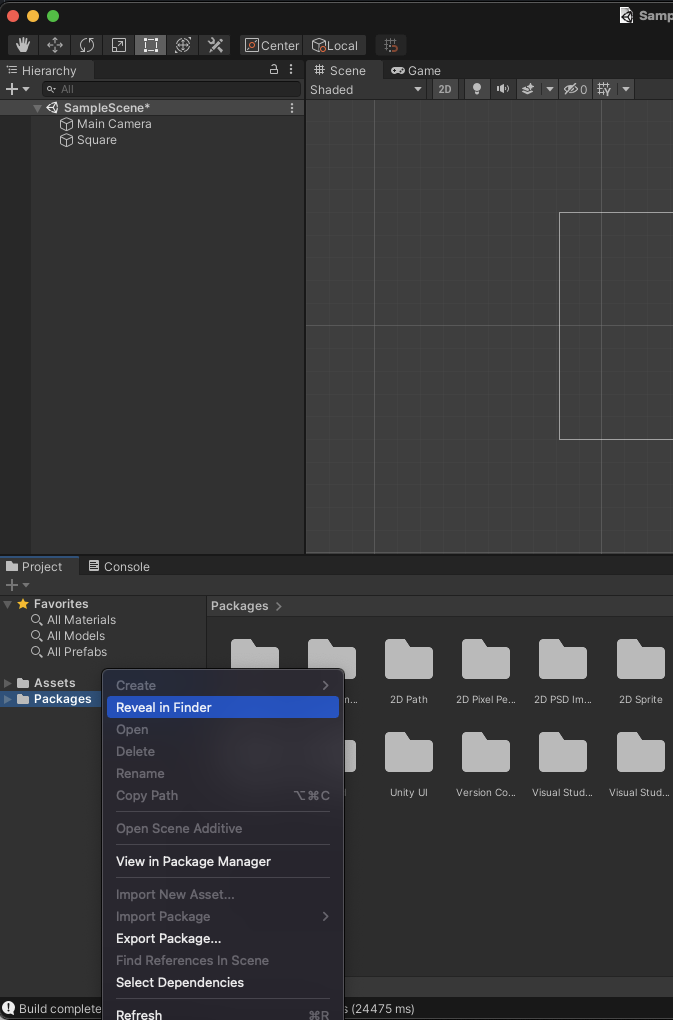 Samp
Center
Local
Hierarchy
Scene
Game
All
Shaded
2D
0
SampleScene*
Main Camera
Square
Project
Console
Favorites
Packages
All Materials
All Models
All Prefabs
Assets
Packages
Create
Reveal in Finder
Open
Delete
Rename
Copy Path ⌥⌘C
Open Scene Additive
View in Package Manager
Import New Asset...
Import Package
Export Package...
Find References In Scene
Select Dependencies
Refresh ⌘R
n...
2D Path
2D Pixel Pe...
2D PSD Im...
2D Sprite
Unity UI
Version Co...
Visual Stud...
Visual Stud...
Build complete
s (24475 ms)